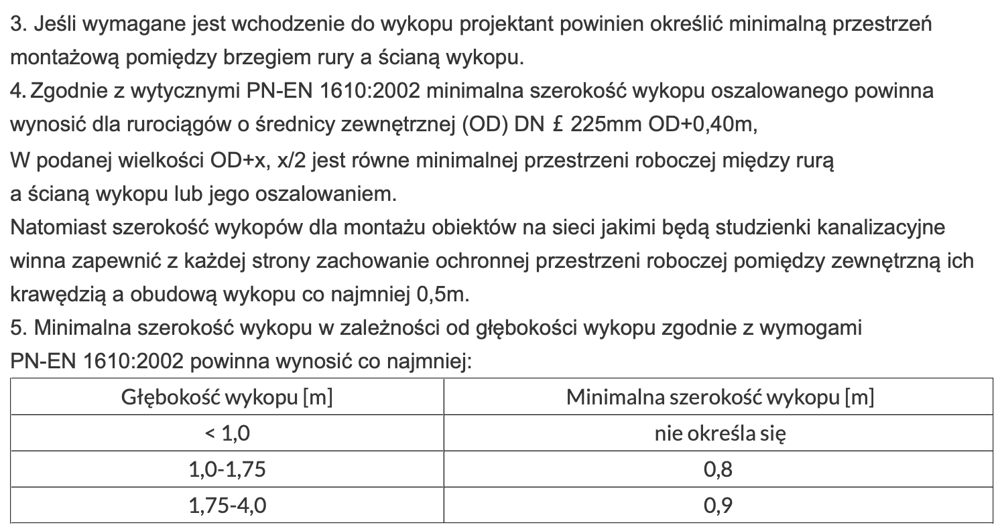 3. Jeśli wymagane jest wchodzenie do wykopu projektant powinien określić minimalną przestrzeń
montażową pomiędzy brzegiem rury a ścianą wykopu.
4. Zgodnie z wytycznymi PN-EN 1610:2002 minimalna szerokość wykopu oszalowanego powinna
wynosić dla rurociągów o średnicy zewnętrznej (OD) DN £ 225mm OD+0,40m,
W podanej wielkości OD+x, x/2 jest równe minimalnej przestrzeni roboczej między rurą
a ścianą wykopu lub jego oszalowaniem.
Natomiast szerokość wykopów dla montażu obiektów na sieci jakimi będą studzienki kanalizacyjne
winna zapewnić z każdej strony zachowanie ochronnej przestrzeni roboczej pomiędzy zewnętrzną ich
krawędzią a obudową wykopu co najmniej 0,5m.
5. Minimalna szerokość wykopu w zależności od głębokości wykopu zgodnie z wymogami
PN-EN 1610:2002 powinna wynosić co najmniej:
Głębokość wykopu [m] Minimalna szerokość wykopu [m]
< 1,0 nie określa się
1,0-1,75 0,8
1,75-4,0 0,9